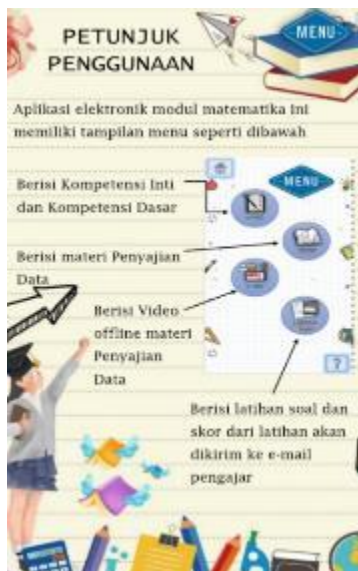 PETUNJUK
PENGGUNAAN
MENU
Aplikasi elektronik modul matematika ini
memiliki tampilan menu seperti dibawah
MENU
Berisi Kompetensi Inti
dan Kompetensi Dasar
Berisi materi Penyajian
Data
Berisi Video
offline materi
Penyajian
Data
?
Berisi latihan soal dan
skor dari latihan akan
dikirim ke e-mail
pengajar